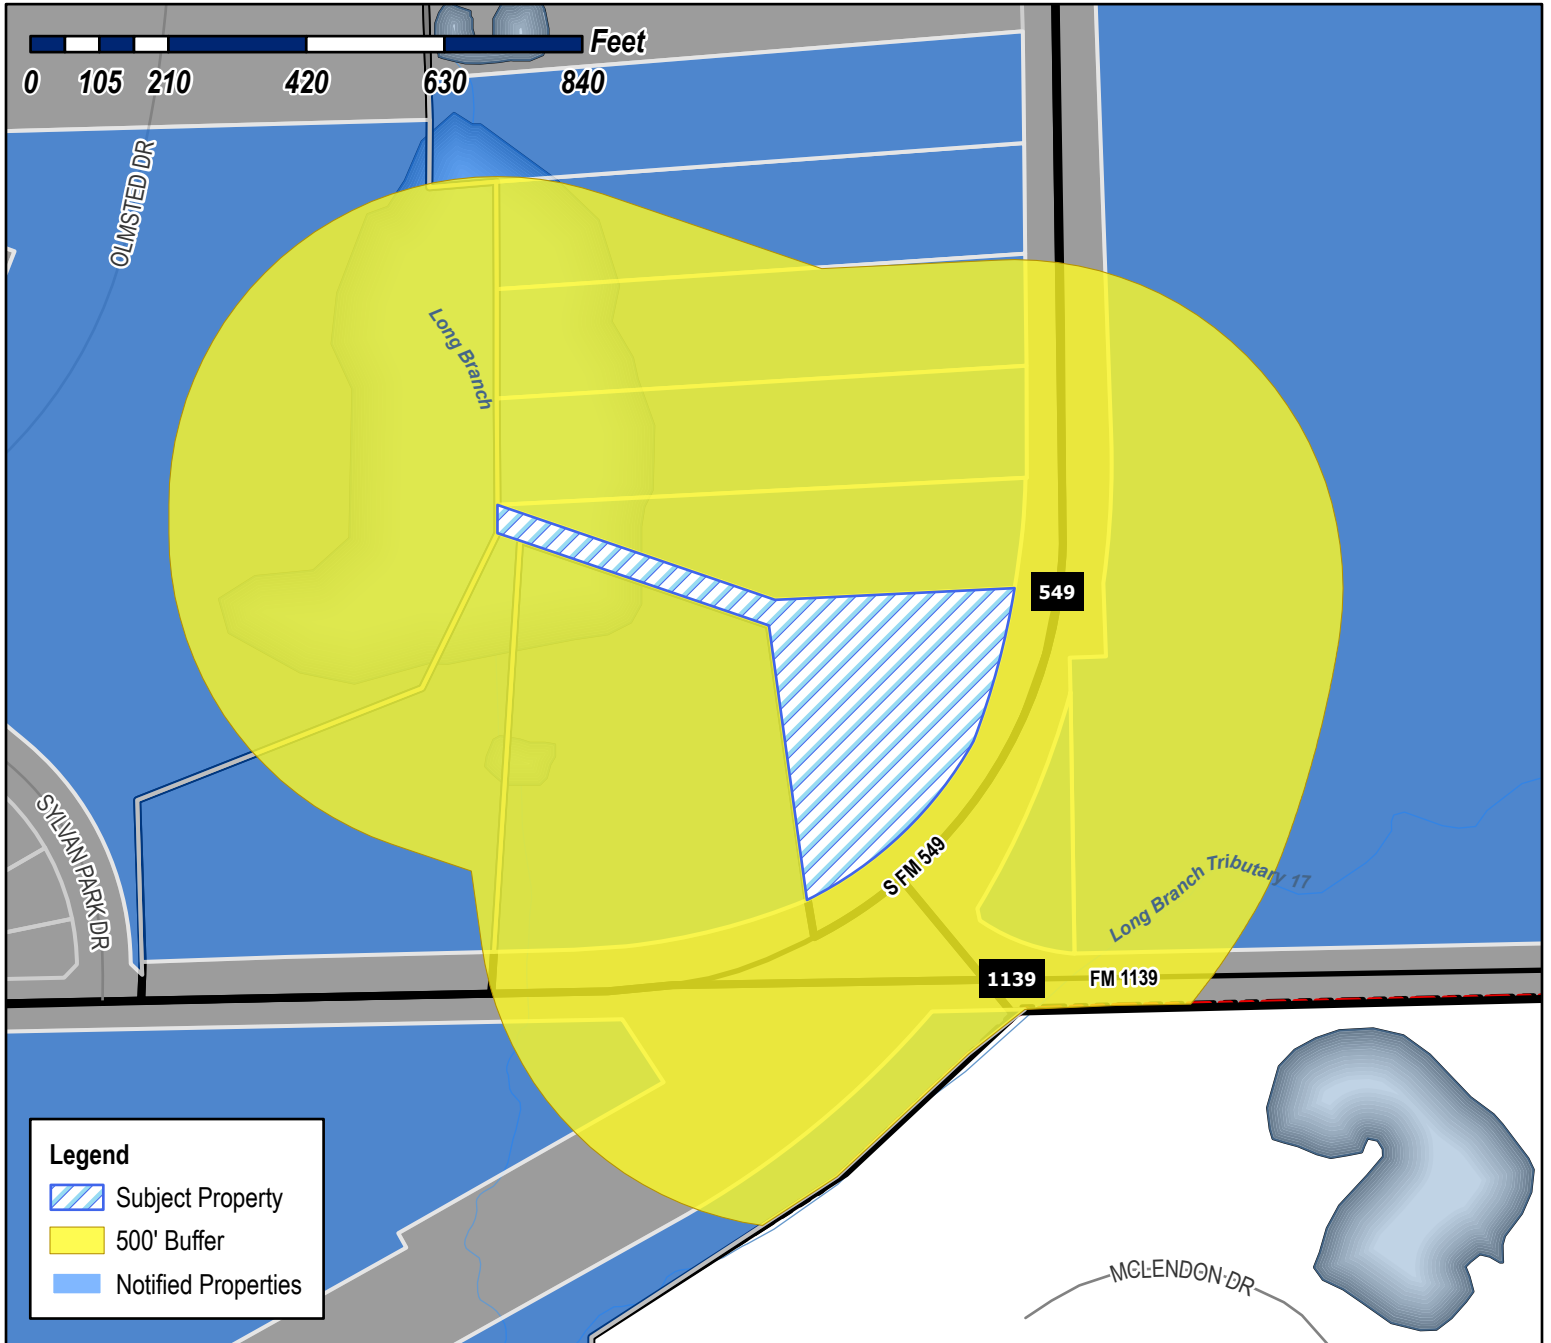 Feet
0 105 210 420 630 840
OLMSTED DR
Long Branch
549
SYLVAN PARK DR
S FM 549
Long Branch Tributary 17
1139
FM 1139
Legend
Subject Property
500' Buffer
Notified Properties
MCLENDON DR